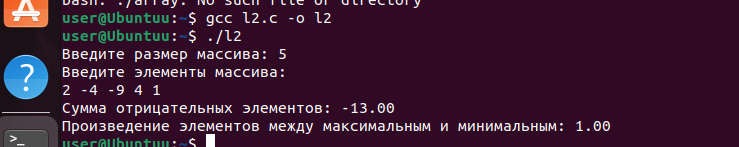 bash: ./array: No such file or directory
user@Ubuntuu:~$ gcc l2.c -o l2
user@Ubuntuu:~$ ./l2
Введите размер массива: 5
Введите элементы массива:
2 -4 -9 4 1
Сумма отрицательных элементов: -13.00
Произведение элементов между максимальным и минимальным: 1.00
user@Ubuntuu:~$